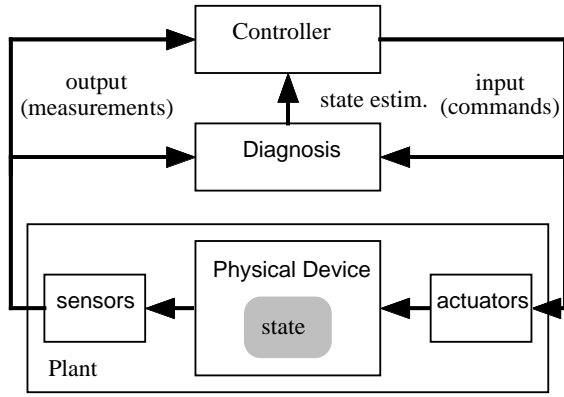 Controller
output
(measurements)
state estim.
input
(commands)
Diagnosis
Physical Device
sensors
state
actuators
Plant